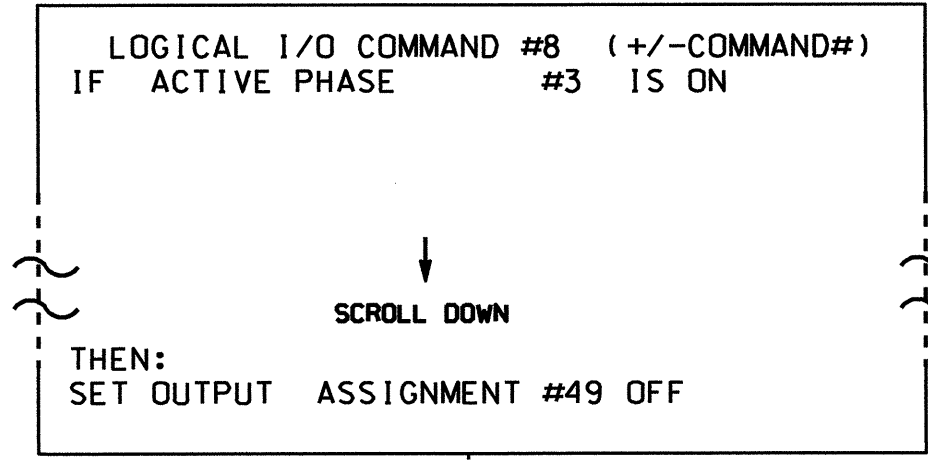 LOGICAL I/O COMMAND #8 (+/-COMMAND#)
IF ACTIVE PHASE #3 IS ON
SCROLL DOWN
THEN:
SET OUTPUT ASSIGNMENT #49 OFF